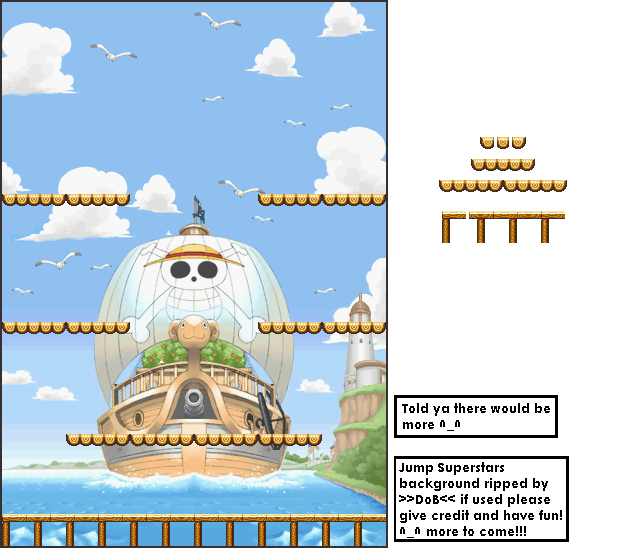 Told ya there would be
more ^_^
Jump Superstars
background ripped by
>>DoB<< if used please
give credit and have fun!
^_^ more to come!!!